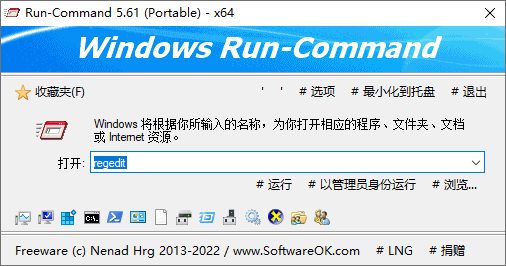 Run-Command 5.61 (Portable) - x64
Windows Run-Command
收藏夹(F)
' '
# 选项
# 最小化到托盘
# 退出
Windows 将根据你所输入的名称，为你打开相应的程序、文件夹、文档
或 Internet 资源。
打开:
regedit
# 运行
# 以管理员身份运行
# 浏览...
Freeware (c) Nenad Hrg 2013-2022 / www.SoftwareOK.com
# LNG
# 捐赠